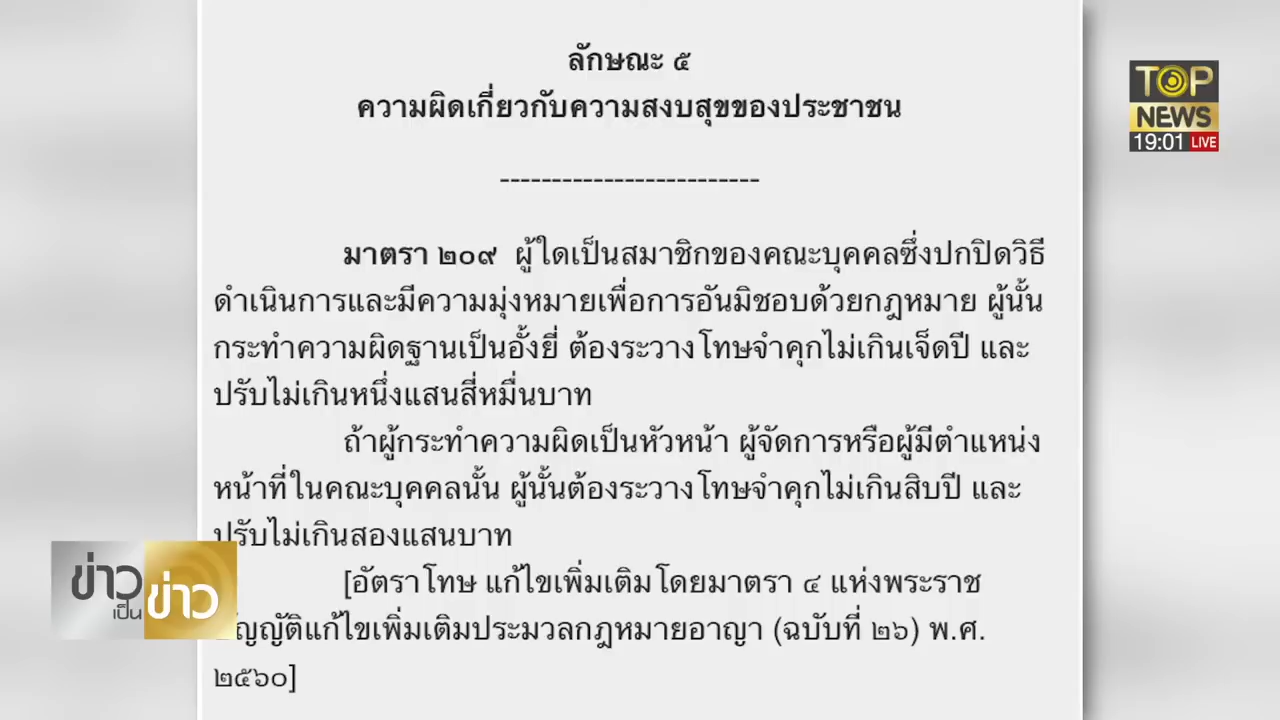 ลักษณะ ๕
ความผิดเกี่ยวกับความสงบสุขของประชาชน
-------------------------
มาตรา ๒๐๙ ผู้ใดเป็นสมาชิกของคณะบุคคลซึ่งปกปิดวิธี
ดำเนินการและมีความมุ่งหมายเพื่อการอันมิชอบด้วยกฎหมาย ผู้นั้น
กระทำความผิดฐานเป็นอั้งยี่ ต้องระวางโทษจำคุกไม่เกินเจ็ดปี และ
ปรับไม่เกินหนึ่งแสนสี่หมื่นบาท
ถ้าผู้กระทำความผิดเป็นหัวหน้า ผู้จัดการหรือผู้มีตำแหน่ง
หน้าที่ในคณะบุคคลนั้น ผู้นั้นต้องระวางโทษจำคุกไม่เกินสิบปี และ
ปรับไม่เกินสองแสนบาท
[อัตราโทษ แก้ไขเพิ่มเติมโดยมาตรา ๔ แห่งพระราช
บัญญัติแก้ไขเพิ่มเติมประมวลกฎหมายอาญา (ฉบับที่ ๒๖) พ.ศ.
๒๕๖๐]
TOP
NEWS
19:01 LIVE
ข่าว
เป็น
ข่าว